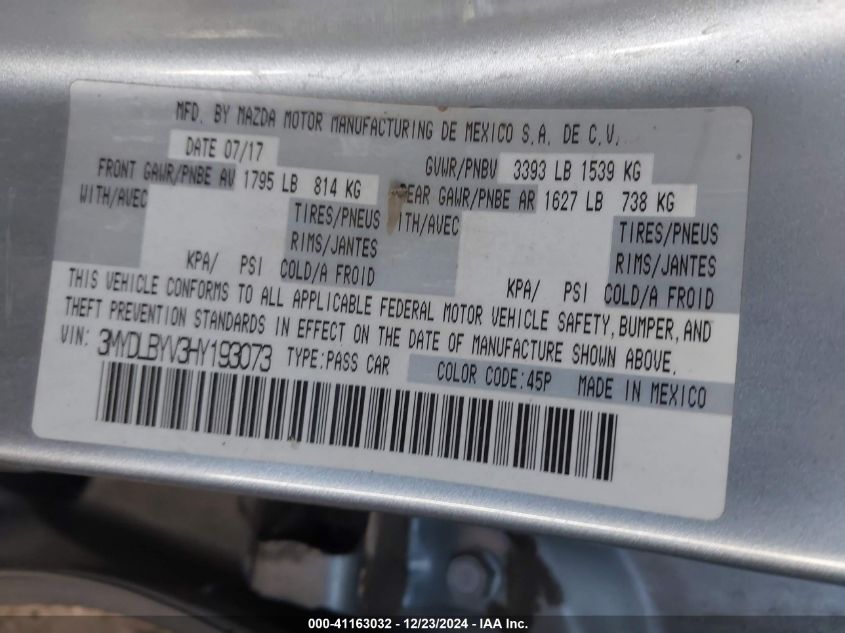 MFD. BY MAZDA MOTOR MANUFACTURING DE MEXICO S.A. DE C.V.
DATE 07/17 GVWR/PNBV 3393 LB 1539 KG
FRONT GAWR/PNBE AV 1795 LB 814 KG REAR GAWR/PNBE AR 1627 LB 738 KG
WITH/AVEC TIRES/PNEUS WITH/AVEC TIRES/PNEUS
RIMS/JANTES RIMS/JANTES
KPA/ PSI COLD/A FROID KPA/ PSI COLD/A FROID
THIS VEHICLE CONFORMS TO ALL APPLICABLE FEDERAL MOTOR VEHICLE SAFETY, BUMPER, AND
THEFT PREVENTION STANDARDS IN EFFECT ON THE DATE OF MANUFACTURE SHOWN ABOVE.
VIN: 3MYDLBYV3HY193073 TYPE:PASS CAR COLOR CODE:45P MADE IN MEXICO
000-41163032 - 12/23/2024 - IAA Inc.